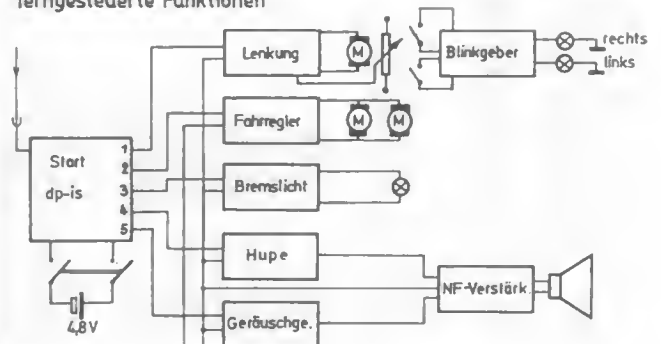 ferngesteuerte Funktionen
Lenkung
M
Blinkgeber
rechts
links
Fahrregler
M
M
Start
dp-is
1
2
3
4
5
Bremslicht
Hupe
NF-Verstärk.
Geräuschge.
4,8V